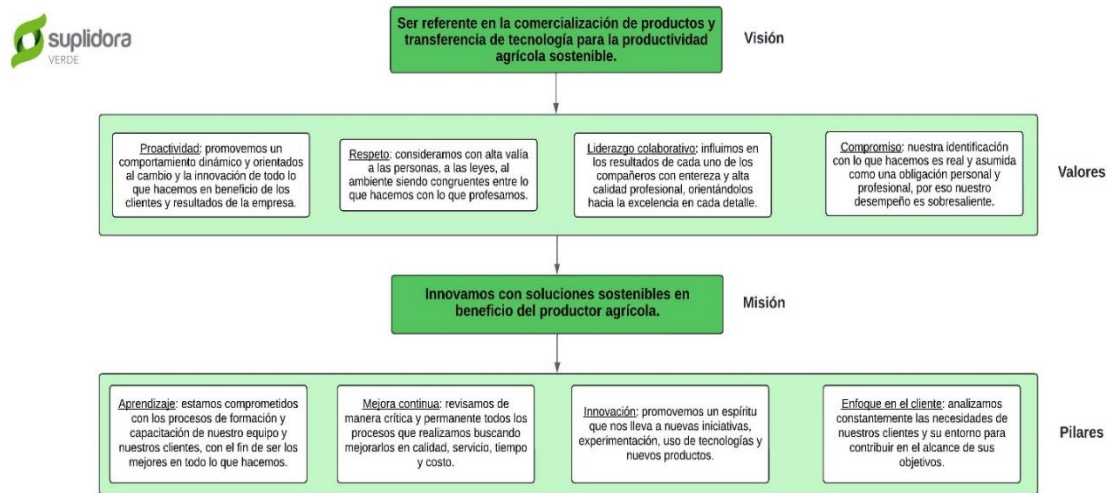 suplidora
VERDE
Ser referente en la comercialización de productos y
transferencia de tecnología para la productividad
agrícola sostenible.
Visión
Proactividad: promovemos un
comportamiento dinámico y orientados
al cambio y la innovación de todo lo
que hacemos en beneficio de los
clientes y resultados de la empresa.
Respeto: consideramos con alta valía
a las personas, a las leyes, al
ambiente siendo congruentes entre lo
que hacemos con lo que profesamos.
Liderazgo colaborativo: influimos en
los resultados de cada uno de los
compañeros con entereza y alta
calidad profesional, orientándolos
hacia la excelencia en cada detalle.
Compromiso: nuestra identificación
con lo que hacemos es real y asumida
como una obligación personal y
profesional, por eso nuestro
desempeño es sobresaliente.
Valores
Innovamos con soluciones sostenibles en
beneficio del productor agrícola.
Misión
Aprendizaje: estamos comprometidos
con los procesos de formación y
capacitación de nuestro equipo y
nuestros clientes, con el fin de ser los
mejores en todo lo que hacemos.
Mejora continua: revisamos de
manera crítica y permanente todos los
procesos que realizamos buscando
mejorarlos en calidad, servicio, tiempo
y costo.
Innovación: promovemos un espíritu
que nos lleva a nuevas iniciativas,
experimentación, uso de tecnologías y
nuevos productos.
Enfoque en el cliente: analizamos
constantemente las necesidades de
nuestros clientes y su entorno para
contribuir en el alcance de sus
objetivos.
Pilares